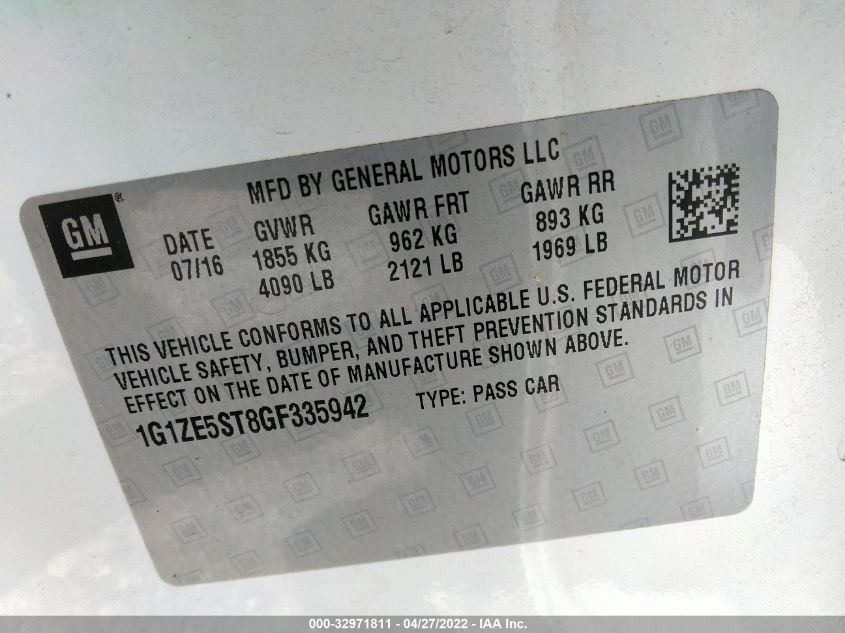 MFD BY GENERAL MOTORS LLC
GM ®
DATE GVWR GAWR FRT GAWR RR
07/16 1855 KG 962 KG 893 KG
4090 LB 2121 LB 1969 LB
THIS VEHICLE CONFORMS TO ALL APPLICABLE U.S. FEDERAL MOTOR
VEHICLE SAFETY, BUMPER, AND THEFT PREVENTION STANDARDS IN
EFFECT ON THE DATE OF MANUFACTURE SHOWN ABOVE.
1G1ZE5ST8GF335942 TYPE: PASS CAR
000-32971811 - 04/27/2022 - IAA Inc.